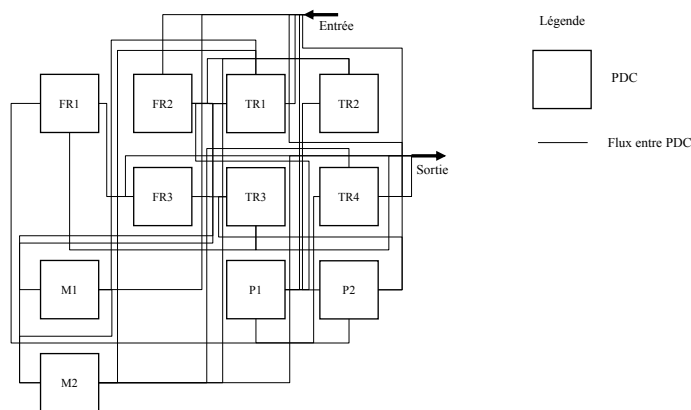 Entrée
Légende
FR1
FR2
TR1
TR2
PDC
Flux entre PDC
Sortie
FR3
TR3
TR4
M1
P1
P2
M2